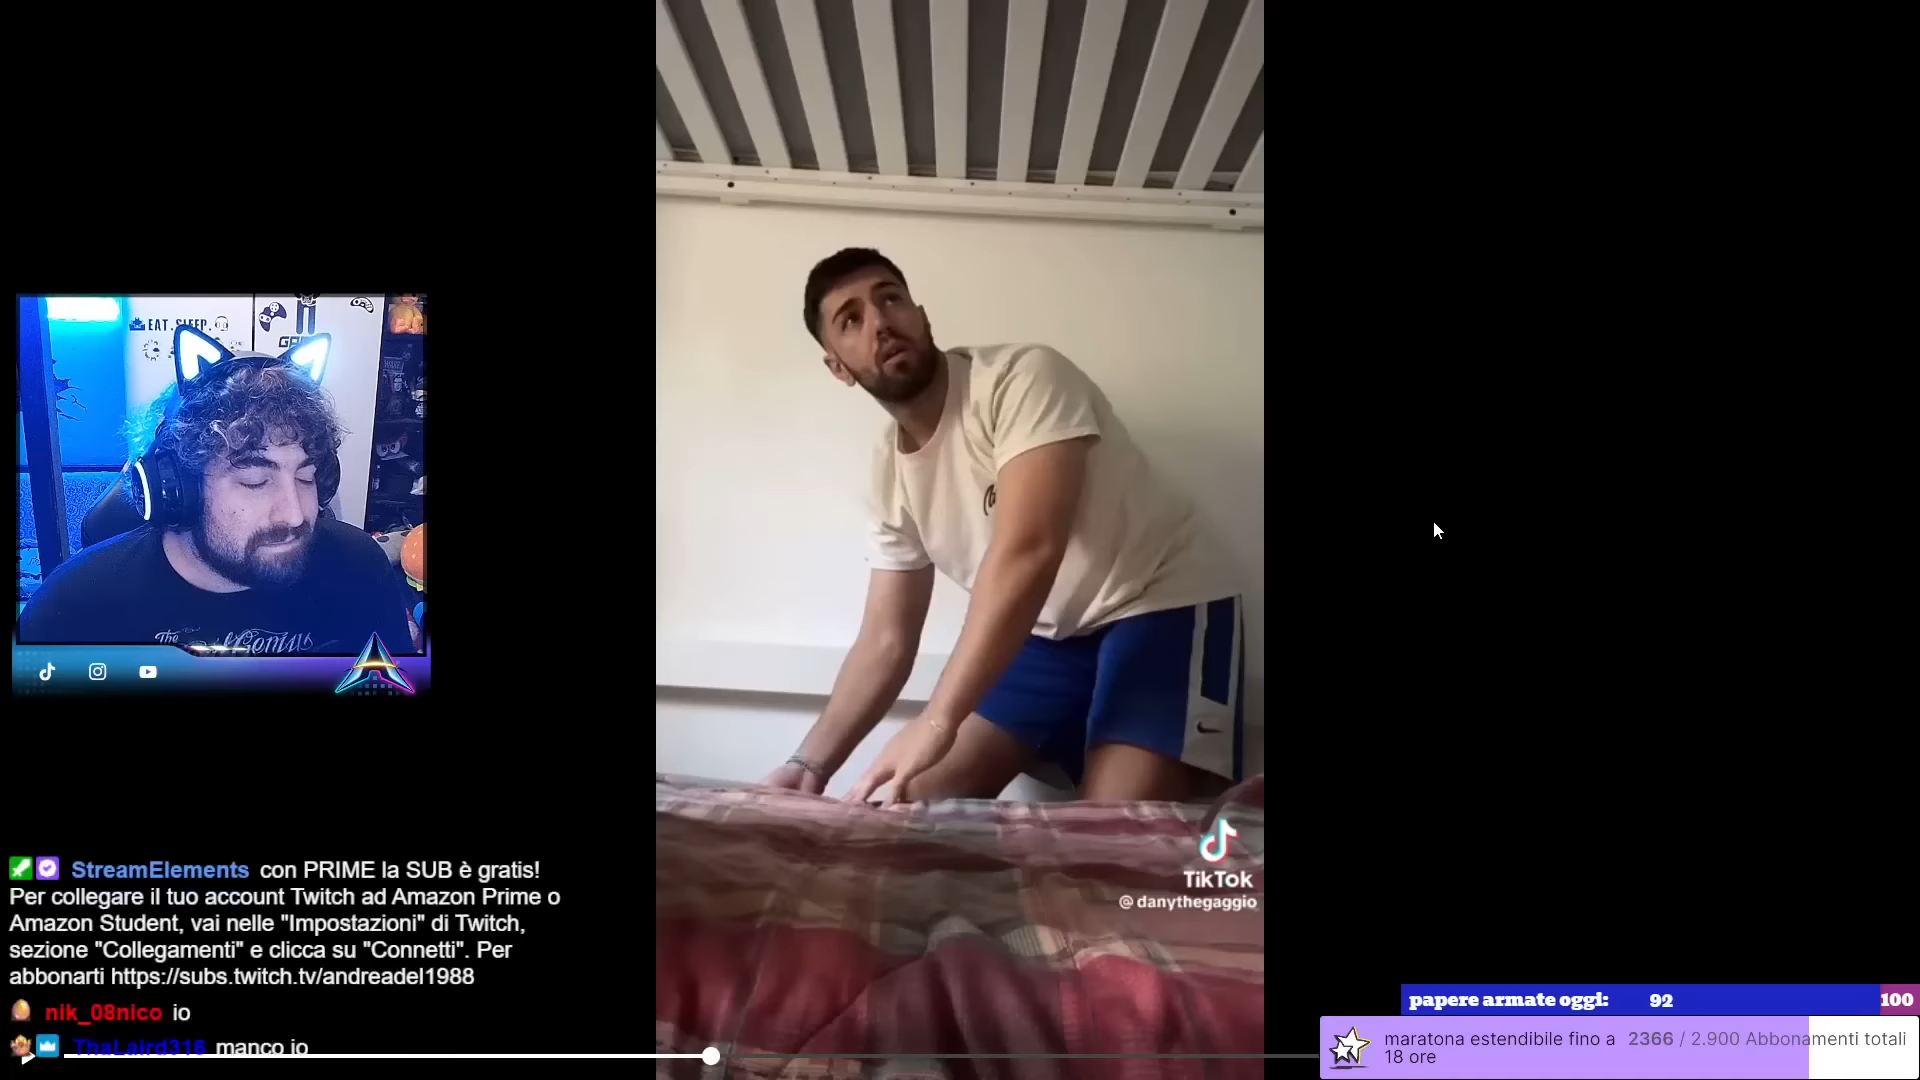 EAT.SLEEP.
The
TikTok
@danythegaggio
StreamElements con PRIME la SUB è gratis!
Per collegare il tuo account Twitch ad Amazon Prime o
Amazon Student, vai nelle "Impostazioni" di Twitch,
sezione "Collegamenti" e clicca su "Connetti". Per
abbonarti https://subs.twitch.tv/andreadel1988
nik_08nico io
ThaLaird316 manco io
papere armate oggi: 92 100
maratona estendibile fino a 2366 / 2.900 Abbonamenti totali
18 ore